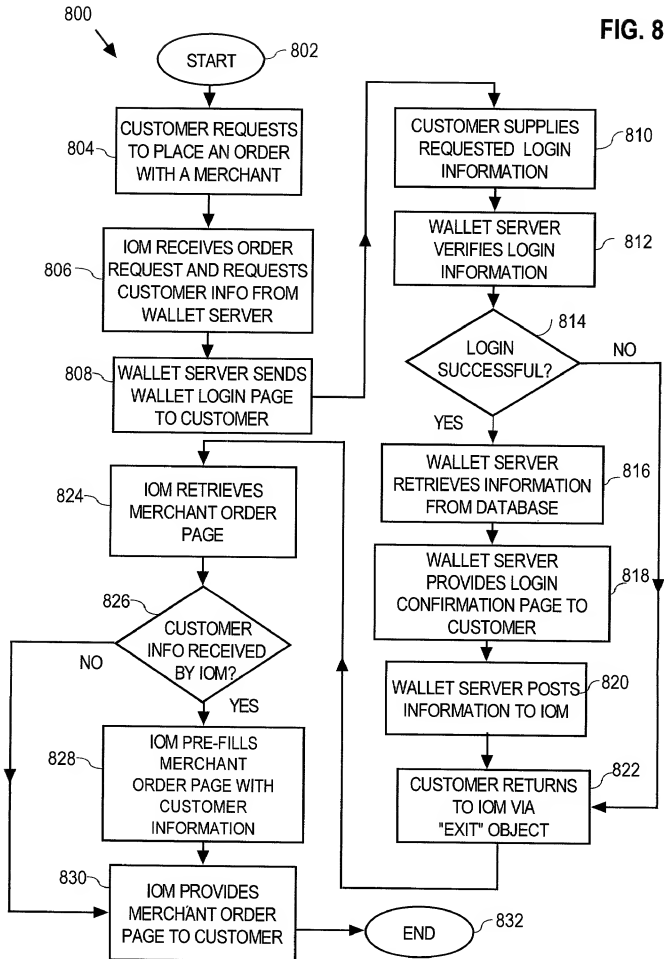 800
FIG. 8
START
802
804
CUSTOMER REQUESTS
TO PLACE AN ORDER
WITH A MERCHANT
806
IOM RECEIVES ORDER
REQUEST AND REQUESTS
CUSTOMER INFO FROM
WALLET SERVER
808
WALLET SERVER SENDS
WALLET LOGIN PAGE
TO CUSTOMER
CUSTOMER SUPPLIES
REQUESTED LOGIN
INFORMATION
810
WALLET SERVER
VERIFIES LOGIN
INFORMATION
812
814
LOGIN
SUCCESSFUL?
NO
YES
WALLET SERVER
RETRIEVES INFORMATION
FROM DATABASE
816
WALLET SERVER
PROVIDES LOGIN
CONFIRMATION PAGE TO
CUSTOMER
818
WALLET SERVER POSTS
INFORMATION TO IOM
820
CUSTOMER RETURNS
TO IOM VIA
"EXIT" OBJECT
822
824
IOM RETRIEVES
MERCHANT ORDER
PAGE
826
CUSTOMER
INFO RECEIVED
BY IOM?
NO
YES
828
IOM PRE-FILLS
MERCHANT
ORDER PAGE WITH
CUSTOMER
INFORMATION
830
IOM PROVIDES
MERCHANT ORDER
PAGE TO CUSTOMER
END
832